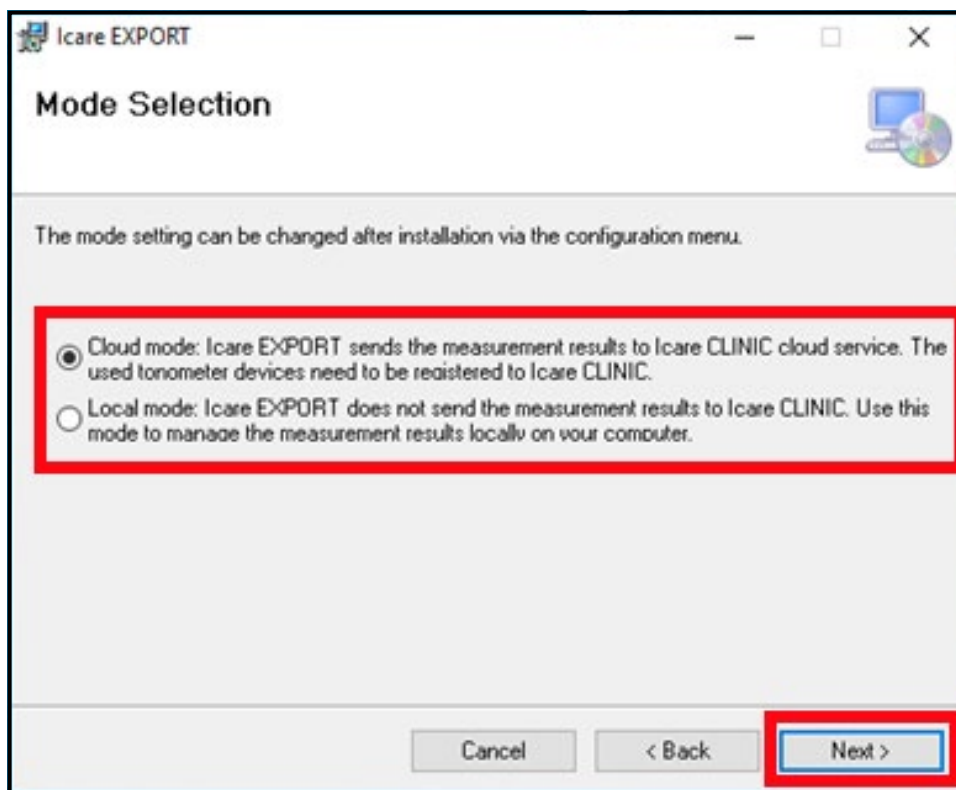 Icare EXPORT
Mode Selection
The mode setting can be changed after installation via the configuration menu.
Cloud mode: Icare EXPORT sends the measurement results to Icare CLINIC cloud service. The
used tonometer devices need to be registered to Icare CLINIC.
Local mode: Icare EXPORT does not send the measurement results to Icare CLINIC. Use this
mode to manage the measurement results locally on your computer.
Cancel
< Back
Next >